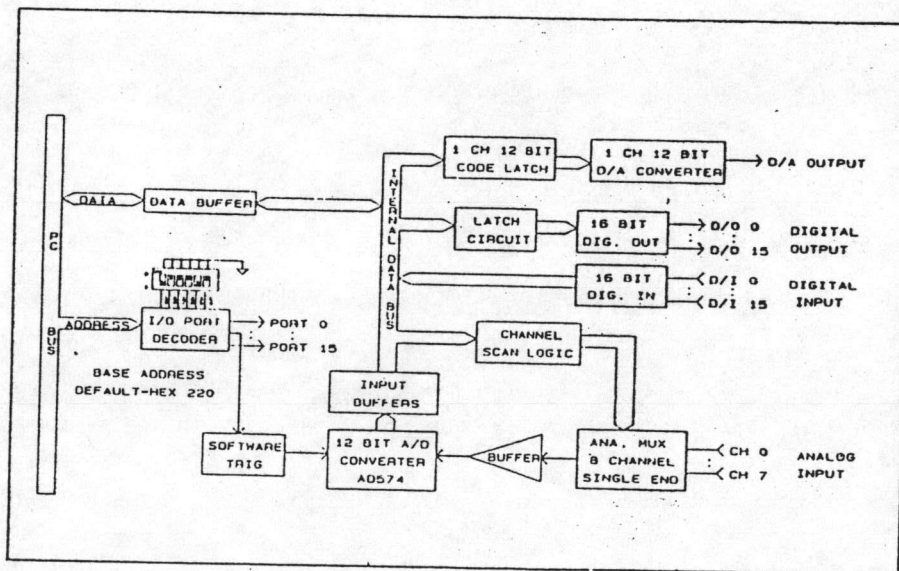 1 CH 12 BIT
CODE LATCH
1 CH 12 BIT
D/A CONVERTER
D/A OUTPUT
DATA
DATA BUFFER
INTERNAL DATA BUS
LATCH
CIRCUIT
16 BIT
DIG. OUT
D/O 0
D/O 15
DIGITAL
OUTPUT
PC BUS
16 BIT
DIG. IN
D/I 0
D/I 15
DIGITAL
INPUT
ADDRESS
I/O PORT
DECODER
PORT 0
PORT 15
CHANNEL
SCAN LOGIC
BASE ADDRESS
DEFAULT-HEX 220
INPUT
BUFFERS
SOFTWARE
TRIG
12 BIT A/D
CONVERTER
AD574
BUFFER
ANA. MUX
8 CHANNEL
SINGLE END
CH 0
CH 7
ANALOG
INPUT